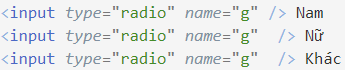 <input type="radio" name="g" /> Nam
<input type="radio" name="g"  /> Nữ
<input type="radio" name="g"  /> Khác